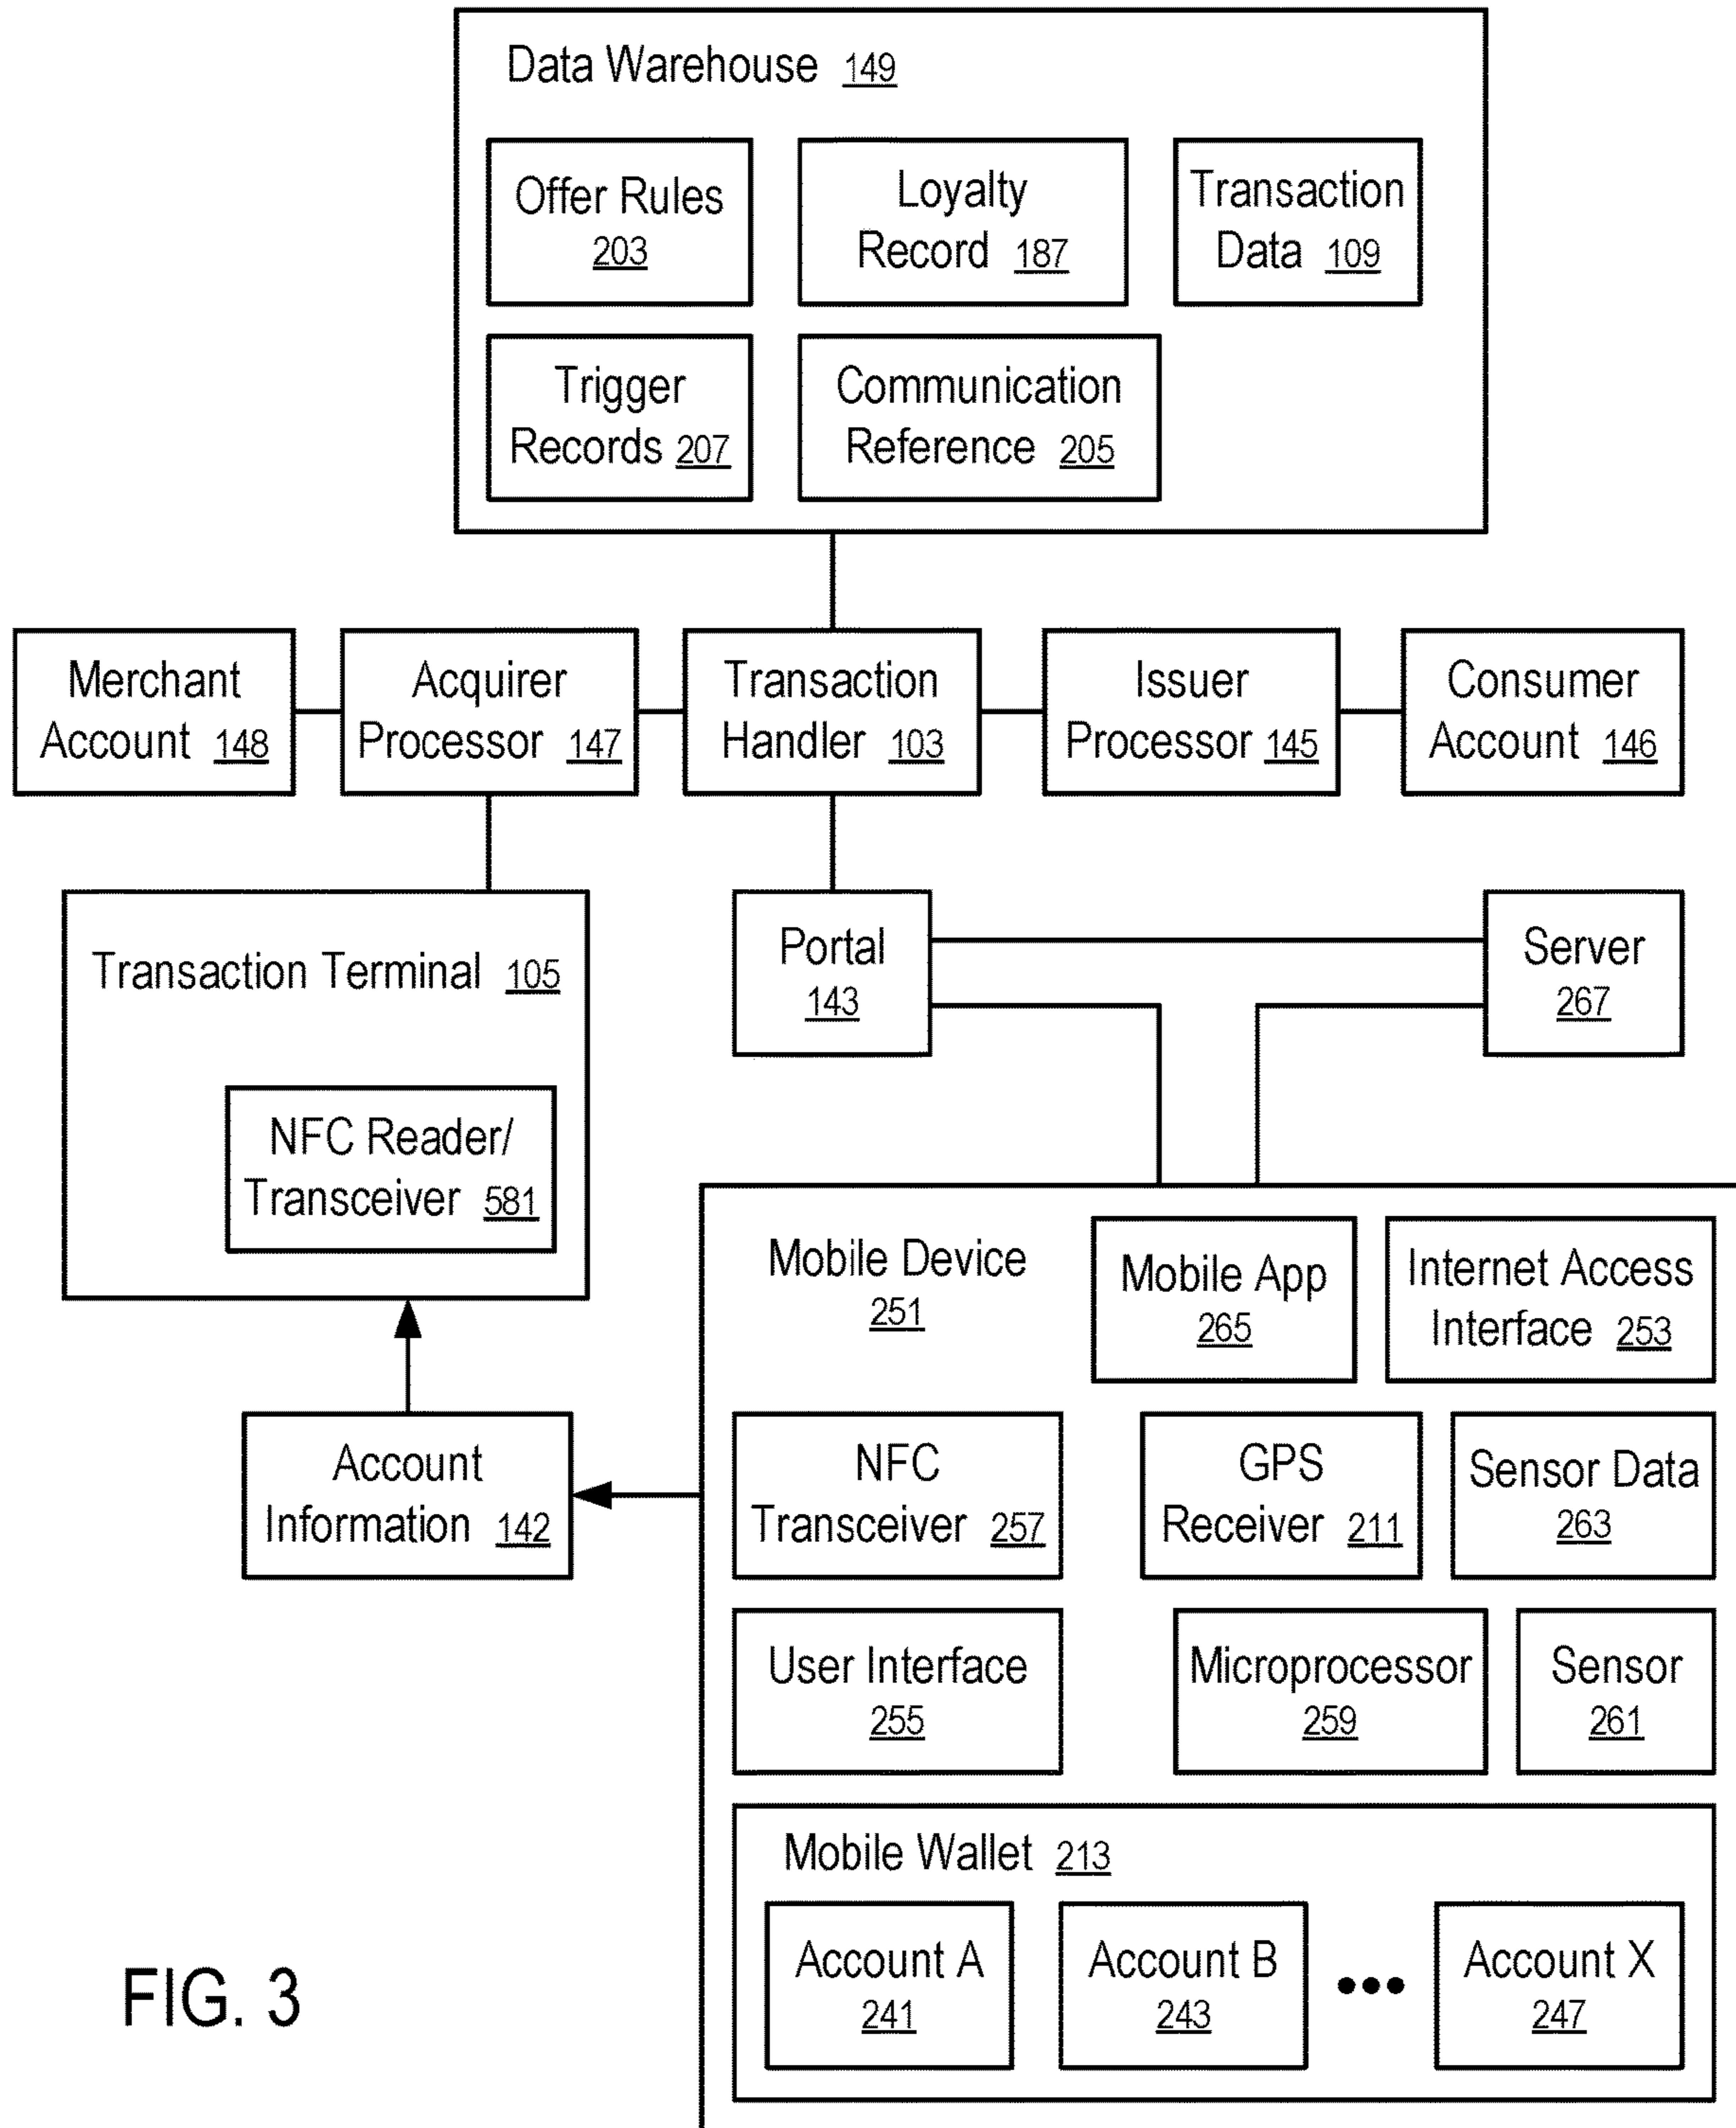 Data Warehouse 149
Offer Rules
203
Loyalty
Record 187
Transaction
Data 109
Trigger
Records 207
Communication
Reference 205
Merchant
Account 148
Acquirer
Processor 147
Transaction
Handler 103
Issuer
Processor 145
Consumer
Account 146
Transaction Terminal 105
NFC Reader/
Transceiver 581
Portal
143
Server
267
Account
Information 142
Mobile Device
251
Mobile App
265
Internet Access
Interface 253
NFC
Transceiver 257
GPS
Receiver 211
Sensor Data
263
User Interface
255
Microprocessor
259
Sensor
261
Mobile Wallet 213
Account A
241
Account B
243
•••
Account X
247
FIG. 3